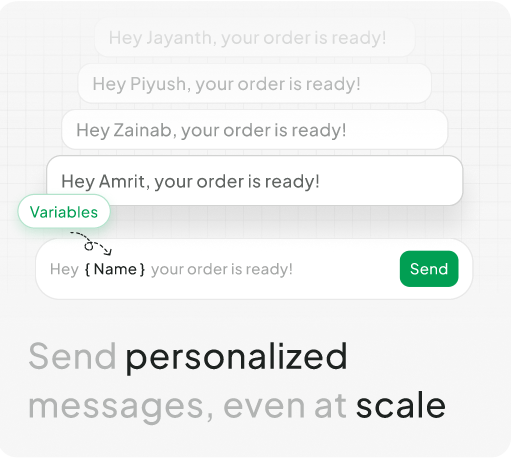 Hey Jayanth, your order is ready!
Hey Piyush, your order is ready!
Hey Zainab, your order is ready!
Hey Amrit, your order is ready!
Variables
Hey { Name } your order is ready!
Send
Send personalized
messages, even at scale